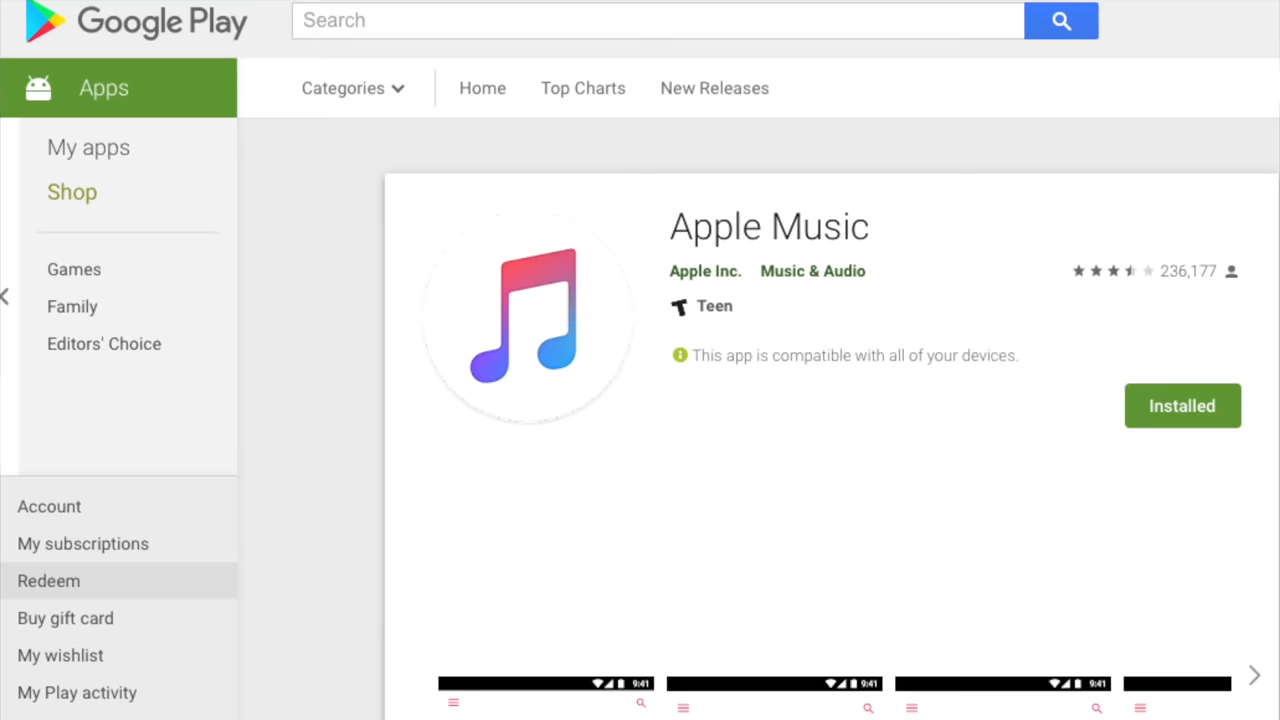 Google Play
Search
Apps
Categories
Home
Top Charts
New Releases
My apps
Shop
Games
Family
Editors' Choice
Account
My subscriptions
Redeem
Buy gift card
My wishlist
My Play activity
Apple Music
Apple Inc. Music & Audio
236,177
T Teen
This app is compatible with all of your devices.
Installed
9:41
9:41
9:41